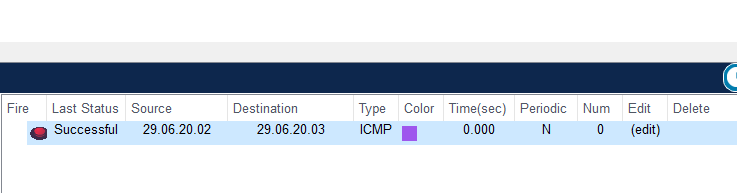 Fire Last Status Source Destination Type Color Time(sec) Periodic Num Edit Delete
Successful 29.06.20.02 29.06.20.03 ICMP 0.000 N 0 (edit)